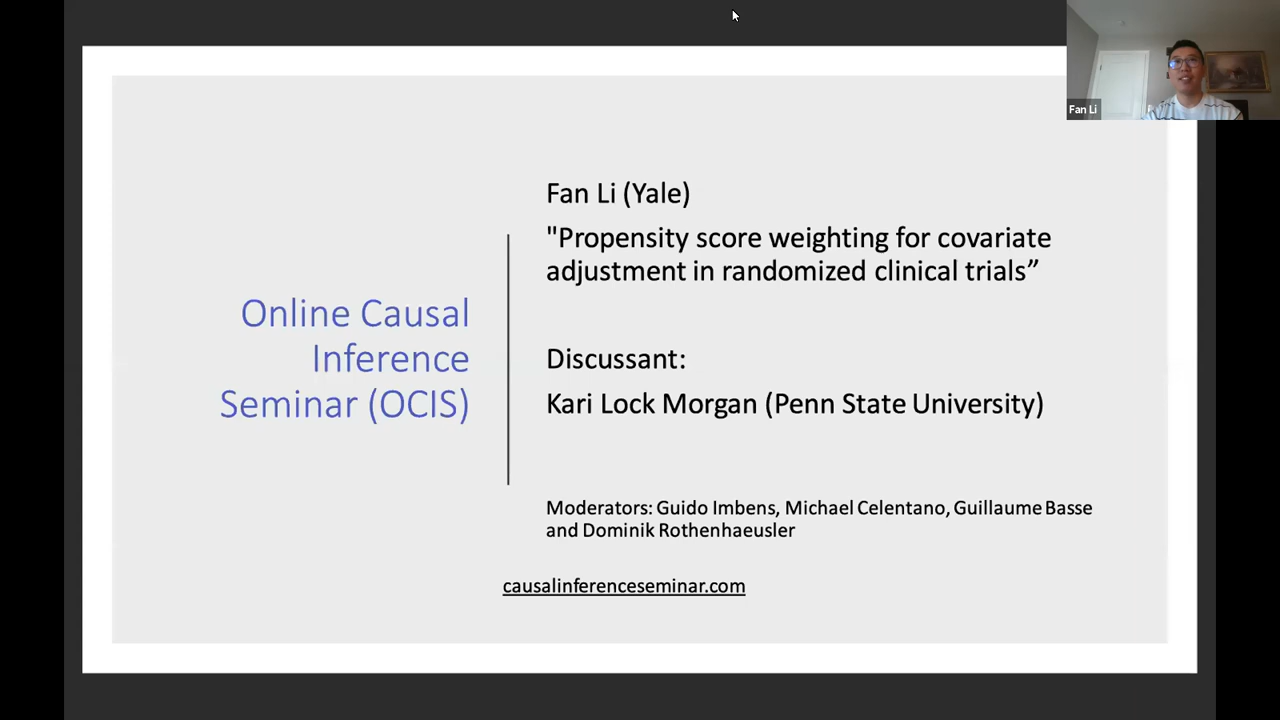 Fan Li
Online Causal
Inference
Seminar (OCIS)
Fan Li (Yale)
"Propensity score weighting for covariate
adjustment in randomized clinical trials”
Discussant:
Kari Lock Morgan (Penn State University)
Moderators: Guido Imbens, Michael Celentano, Guillaume Basse
and Dominik Rothenhaeusler
causalinferenceseminar.com